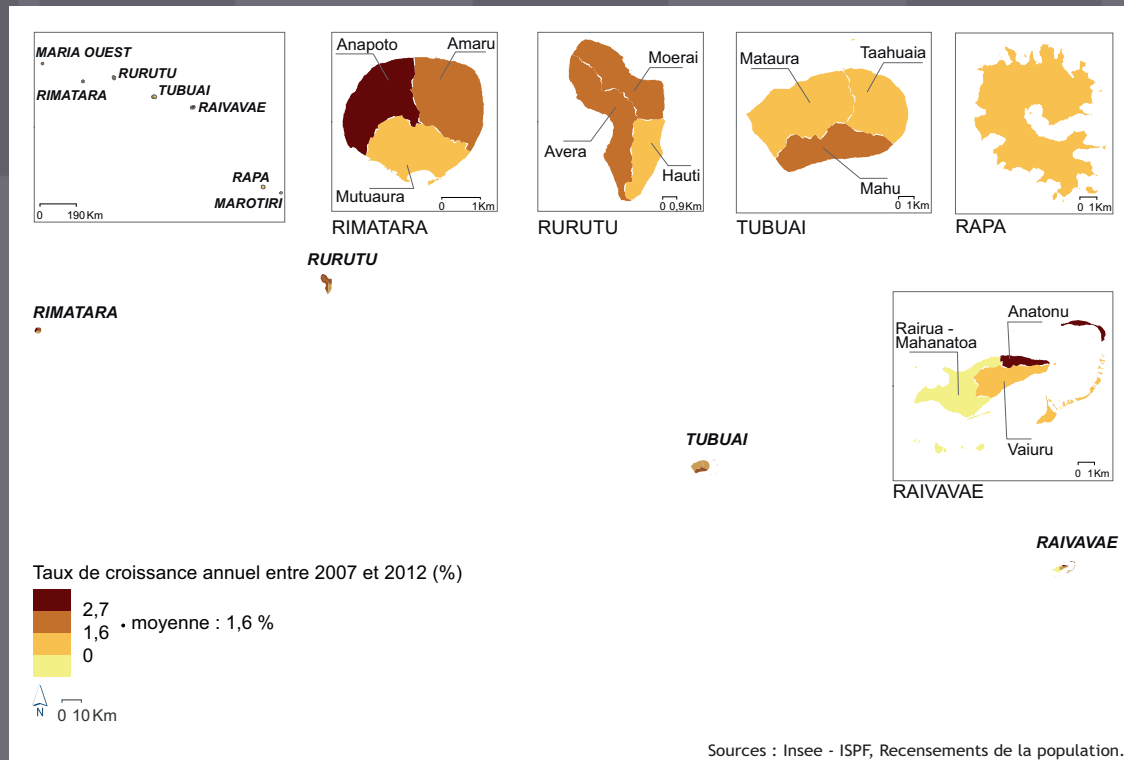 MARIA OUEST
RURUTU
RIMATARA
TUBUAI
RAIVAVAE
RAPA
MAROTIRI
0 190 Km
Anapoto
Amaru
Mutuaura
0 1Km
RIMATARA
Moerai
Avera
Hauti
0 0,9Km
RURUTU
Mataura
Taahuaia
Mahu
0 1Km
TUBUAI
0 1Km
RAPA
RURUTU
RIMATARA
Anatonu
Rairua -
Mahanatoa
Vaiuru
0 1Km
RAIVAVAE
TUBUAI
RAIVAVAE
Taux de croissance annuel entre 2007 et 2012 (%)
2,7
1,6 • moyenne : 1,6 %
0
N
0 10 Km
Sources : Insee - ISPF, Recensements de la population.